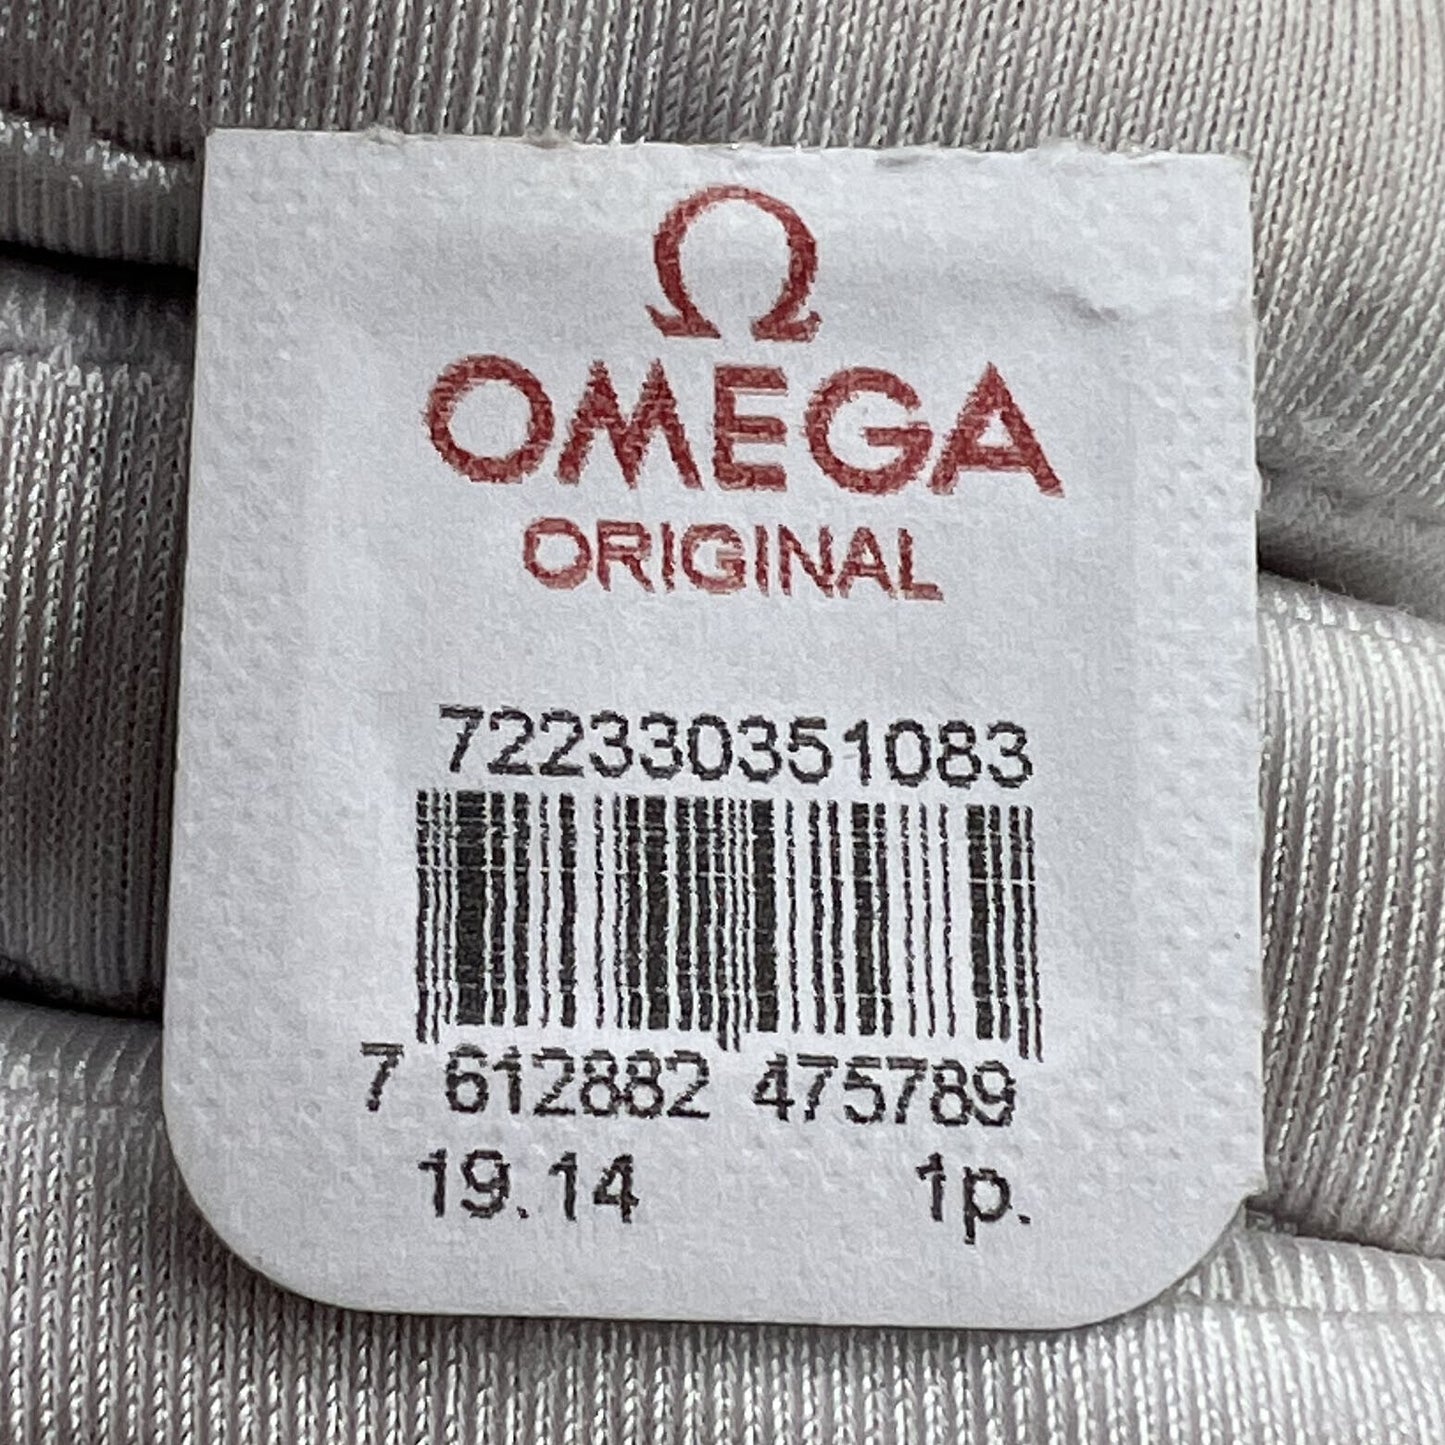 Ω
OMEGA
ORIGINAL
722330351083
7 612882 475789
19.14 1p.